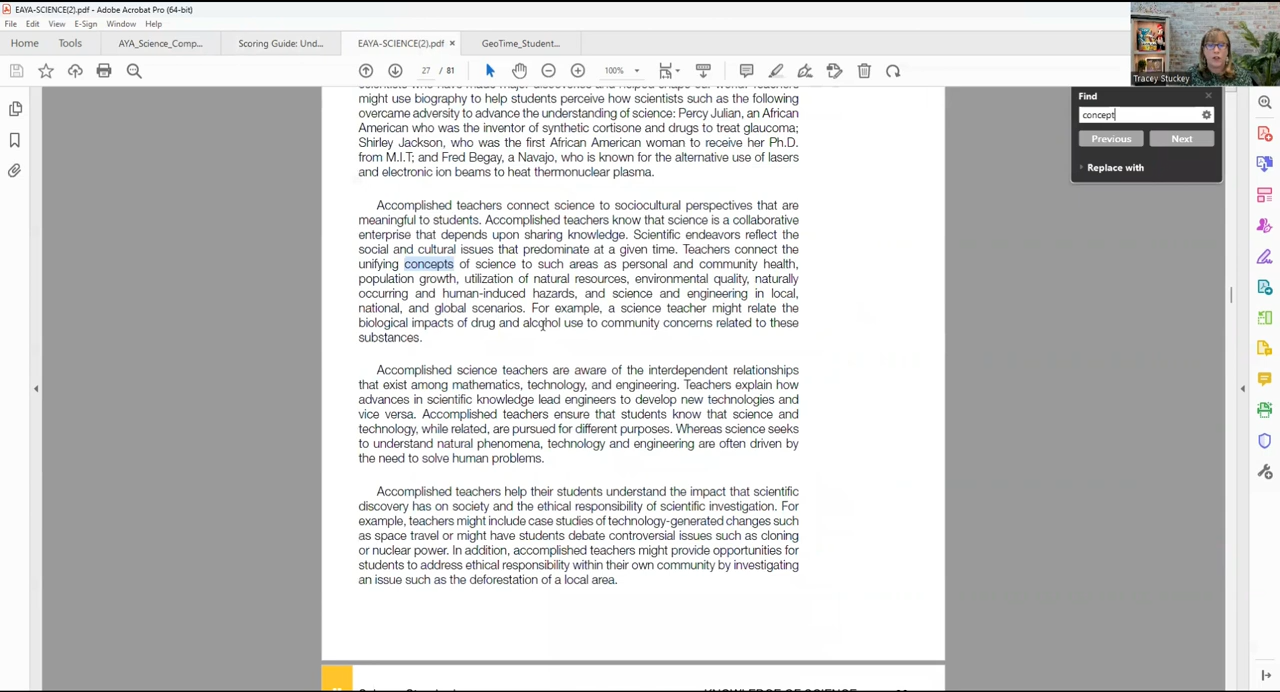 EAYA-SCIENCE(2).pdf - Adobe Acrobat Pro (64-bit)
File Edit View E-Sign Window Help
Home Tools AYA_Science_Comp... Scoring Guide: Und... EAYA-SCIENCE(2).pdf × GeoTime_Student...
27 / 81 100%
Tracey Stuckey
Find
concept
Previous Next
Replace with
scientists who have made major discoveries and helped shape our world. Teachers
might use biography to help students perceive how scientists such as the following
overcame adversity to advance the understanding of science: Percy Julian, an African
American who was the inventor of synthetic cortisone and drugs to treat glaucoma;
Shirley Jackson, who was the first African American woman to receive her Ph.D.
from M.I.T; and Fred Begay, a Navajo, who is known for the alternative use of lasers
and electronic ion beams to heat thermonuclear plasma.
Accomplished teachers connect science to sociocultural perspectives that are
meaningful to students. Accomplished teachers know that science is a collaborative
enterprise that depends upon sharing knowledge. Scientific endeavors reflect the
social and cultural issues that predominate at a given time. Teachers connect the
unifying concepts of science to such areas as personal and community health,
population growth, utilization of natural resources, environmental quality, naturally
occurring and human-induced hazards, and science and engineering in local,
national, and global scenarios. For example, a science teacher might relate the
biological impacts of drug and alcohol use to community concerns related to these
substances.
Accomplished science teachers are aware of the interdependent relationships
that exist among mathematics, technology, and engineering. Teachers explain how
advances in scientific knowledge lead engineers to develop new technologies and
vice versa. Accomplished teachers ensure that students know that science and
technology, while related, are pursued for different purposes. Whereas science seeks
to understand natural phenomena, technology and engineering are often driven by
the need to solve human problems.
Accomplished teachers help their students understand the impact that scientific
discovery has on society and the ethical responsibility of scientific investigation. For
example, teachers might include case studies of technology-generated changes such
as space travel or might have students debate controversial issues such as cloning
or nuclear power. In addition, accomplished teachers might provide opportunities for
students to address ethical responsibility within their own community by investigating
an issue such as the deforestation of a local area.
KNOWLEDGE OF SCIENCE